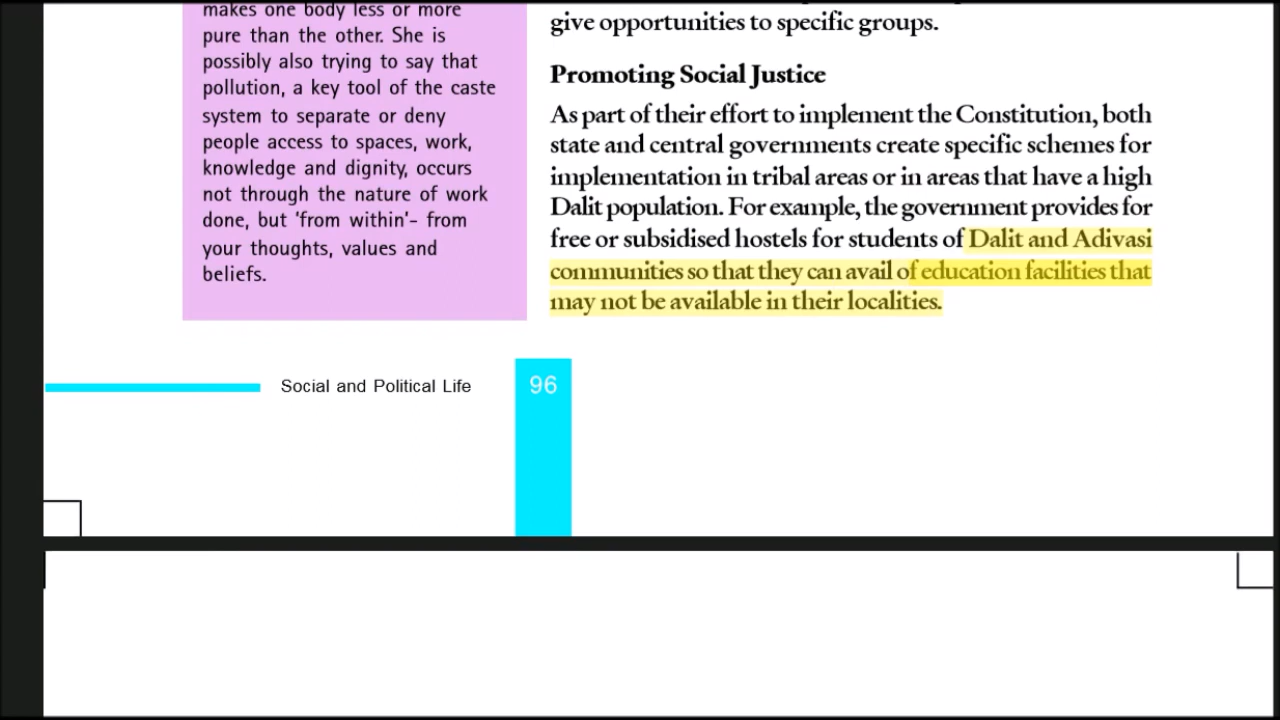 makes one body less or more
pure than the other. She is
possibly also trying to say that
pollution, a key tool of the caste
system to separate or deny
people access to spaces, work,
knowledge and dignity, occurs
not through the nature of work
done, but ‘from within’- from
your thoughts, values and
beliefs.
give opportunities to specific groups.
Promoting Social Justice
As part of their effort to implement the Constitution, both
state and central governments create specific schemes for
implementation in tribal areas or in areas that have a high
Dalit population. For example, the government provides for
free or subsidised hostels for students of Dalit and Adivasi
communities so that they can avail of education facilities that
may not be available in their localities.
Social and Political Life
96